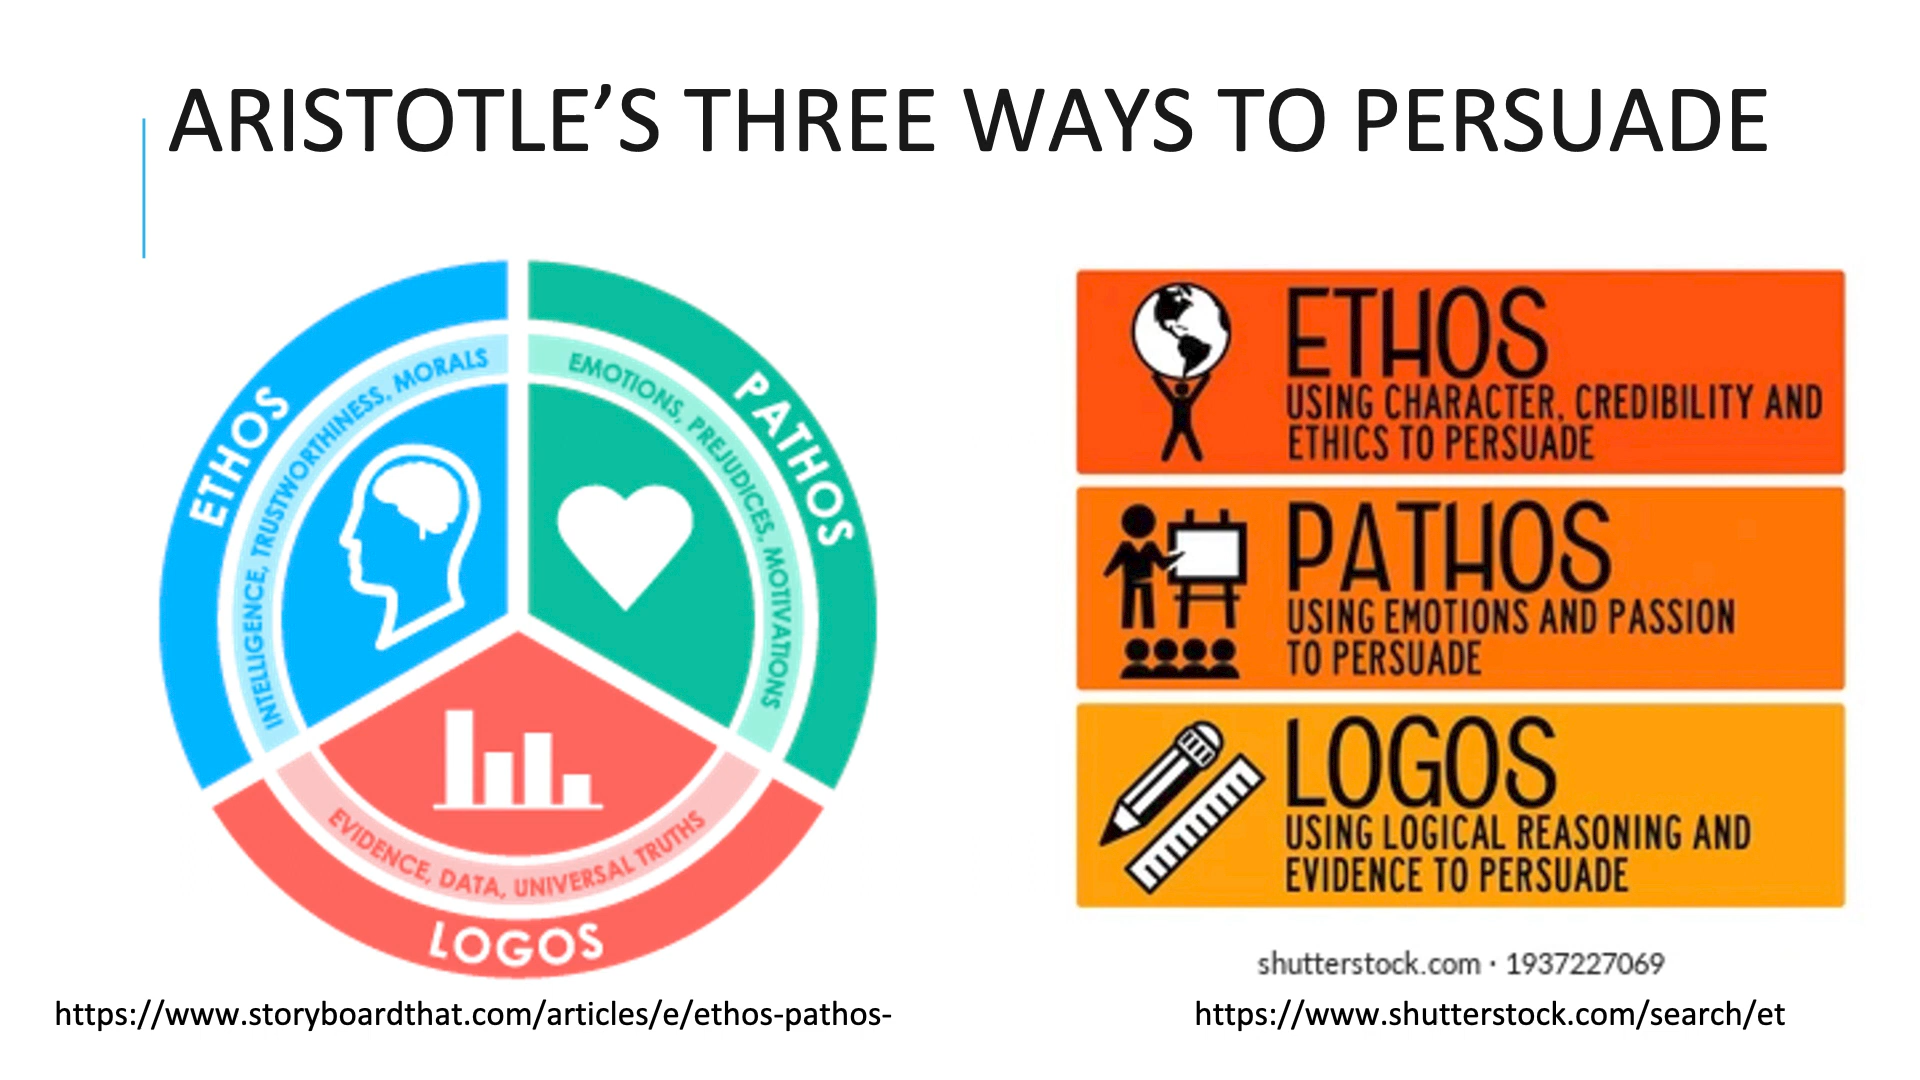 ARISTOTLE’S THREE WAYS TO PERSUADE
ETHOS
INTELLIGENCE, TRUSTWORTHINESS, MORALS
PATHOS
EMOTIONS, PREJUDICES, MOTIVATIONS
LOGOS
EVIDENCE, DATA, UNIVERSAL TRUTHS
https://www.storyboardthat.com/articles/e/ethos-pathos-
ETHOS
USING CHARACTER, CREDIBILITY AND
ETHICS TO PERSUADE
PATHOS
USING EMOTIONS AND PASSION
TO PERSUADE
LOGOS
USING LOGICAL REASONING AND
EVIDENCE TO PERSUADE
shutterstock.com · 1937227069
https://www.shutterstock.com/search/et